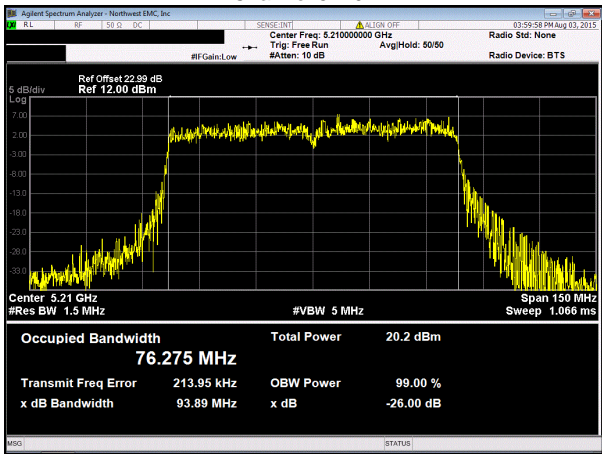 Agilent Spectrum Analyzer - Northwest EMC, Inc
RL RF 50 Ω DC SENSE:INT ALIGN OFF 03:59:58 PM Aug 03, 2015
Center Freq: 5.210000000 GHz Radio Std: None
Trig: Free Run Avg|Hold: 50/50
#IFGain:Low #Atten: 10 dB Radio Device: BTS
Ref Offset 22.99 dB
5 dB/div Ref 12.00 dBm
Log
7.00
2.00
-3.00
-8.00
-13.0
-18.0
-23.0
-28.0
-33.0
Center 5.21 GHz Span 150 MHz
#Res BW 1.5 MHz #VBW 5 MHz Sweep 1.066 ms
Occupied Bandwidth Total Power 20.2 dBm
76.275 MHz
Transmit Freq Error 213.95 kHz OBW Power 99.00 %
x dB Bandwidth 93.89 MHz x dB -26.00 dB
MSG STATUS